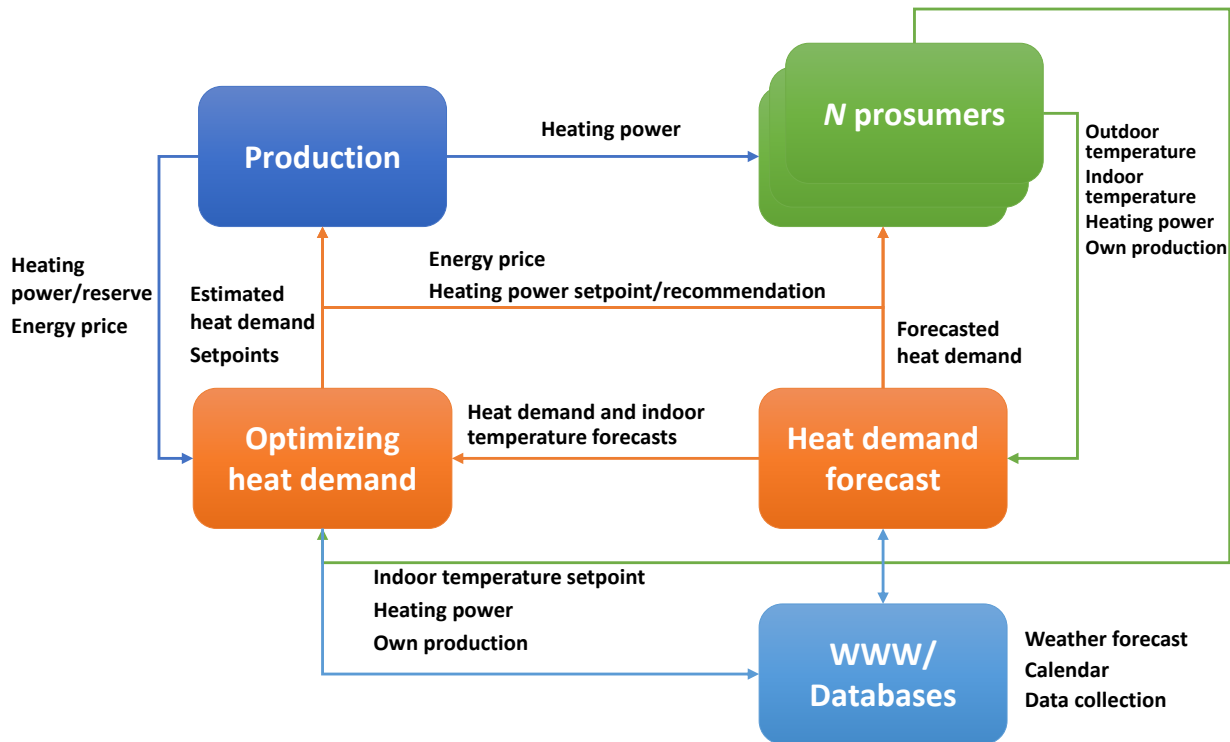 N prosumers
Production
Heating power
Outdoor
temperature
Indoor
temperature
Heating power
Own production
Heating
power/reserve
Energy price
Estimated
heat demand
Setpoints
Energy price
Heating power setpoint/recommendation
Forecasted
heat demand
Optimizing
heat demand
Heat demand and indoor
temperature forecasts
Heat demand
forecast
Indoor temperature setpoint
Heating power
Own production
WWW/
Databases
Weather forecast
Calendar
Data collection